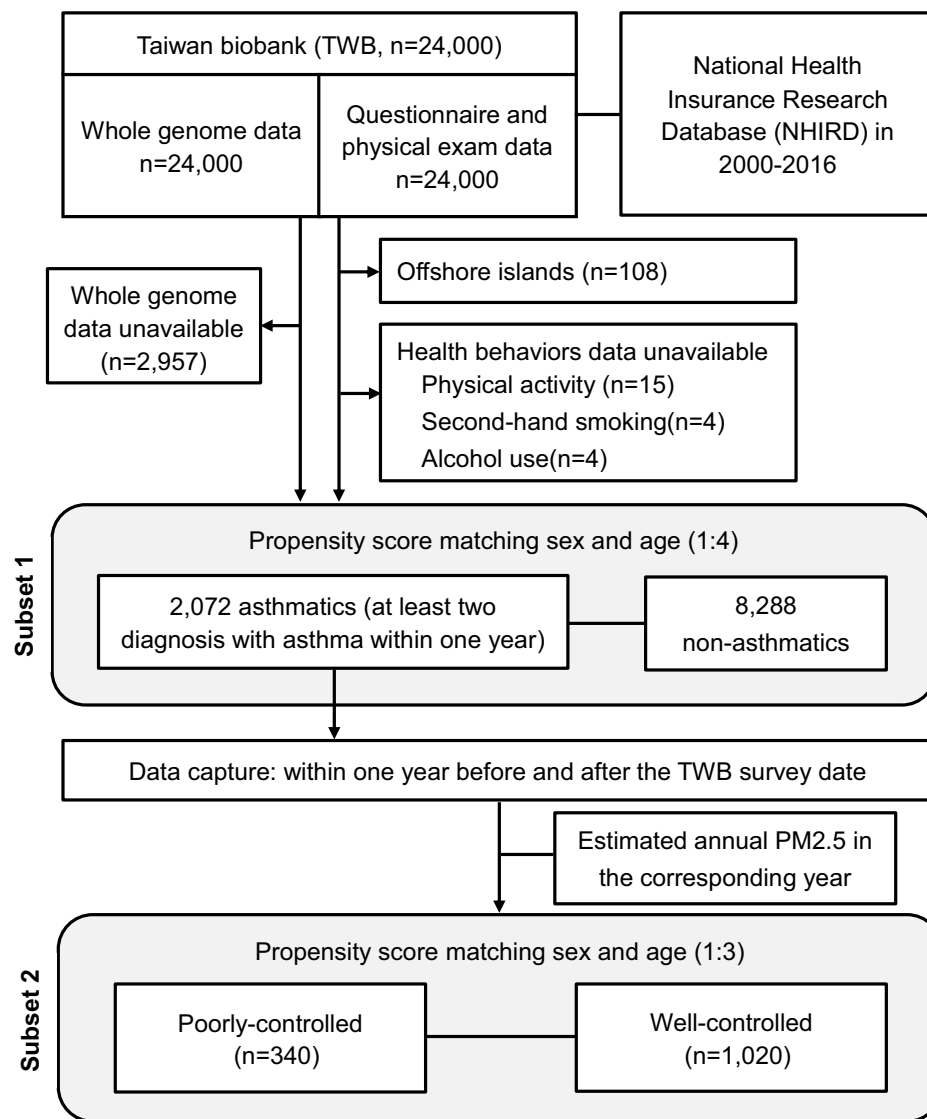 Taiwan biobank (TWB, n=24,000)
Whole genome data
n=24,000
Questionnaire and
physical exam data
n=24,000
National Health
Insurance Research
Database (NHIRD) in
2000-2016
Offshore islands (n=108)
Whole genome
data unavailable
(n=2,957)
Health behaviors data unavailable
Physical activity (n=15)
Second-hand smoking(n=4)
Alcohol use(n=4)
Subset 1
Propensity score matching sex and age (1:4)
2,072 asthmatics (at least two
diagnosis with asthma within one year)
8,288
non-asthmatics
Data capture: within one year before and after the TWB survey date
Estimated annual PM2.5 in
the corresponding year
Subset 2
Propensity score matching sex and age (1:3)
Poorly-controlled
(n=340)
Well-controlled
(n=1,020)